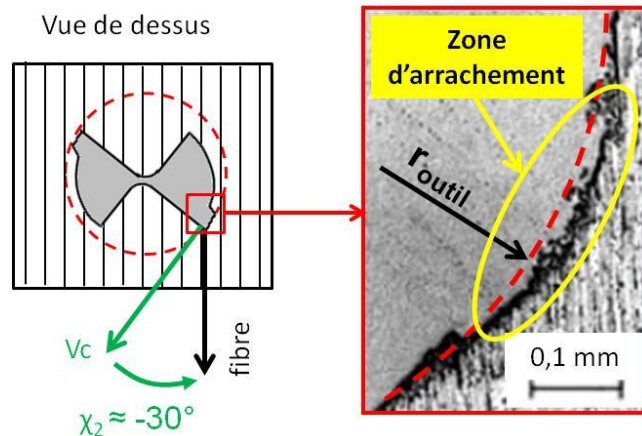 Vue de dessus
Zone
d'arrachement
r outil
Vc
fibre
χ2 ≈ -30°
0,1 mm